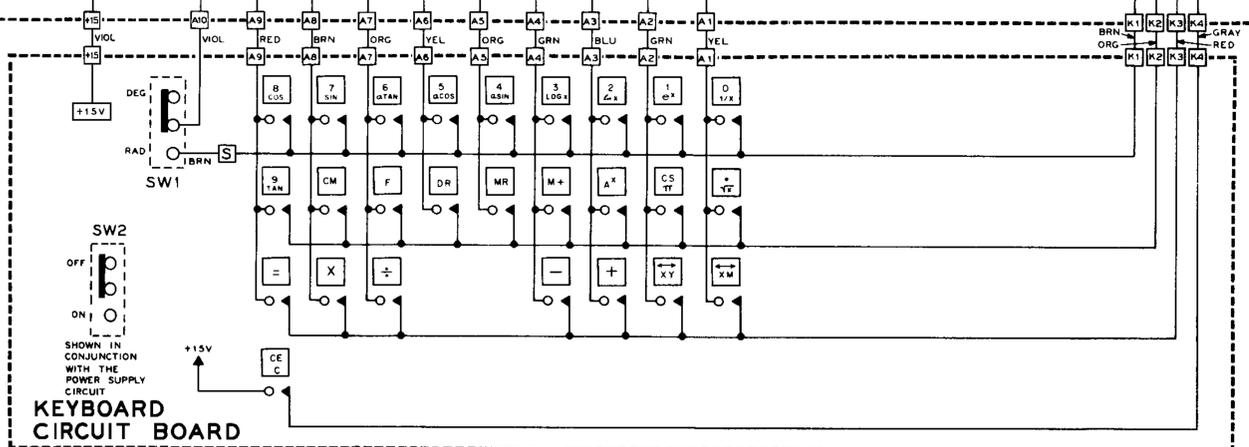 +15 A10 A9 A8 A7 A6 A5 A4 A3 A2 A1 K1 K2 K3 K4
VIOL VIOL RED BRN ORG YEL ORG GRN BLU GRN YEL BRN GRAY
ORG RED
+15 A9 A8 A7 A6 A5 A4 A3 A2 A1 K1 K2 K3 K4
DEG
+15V
8 7 6 5 4 3 2 1 0
COS SIN aTAN aCOS aSIN LOGx Lnx e^x 1/X
RAD BRN S
SW1
9 CM F DR MR M+ A^X CS •
TAN π √X
SW2
OFF
= X ÷ − + ↔ ↔
XY XM
ON
SHOWN IN
CONJUNCTION
WITH THE
POWER SUPPLY
CIRCUIT
+15V
CE
C
KEYBOARD
CIRCUIT BOARD